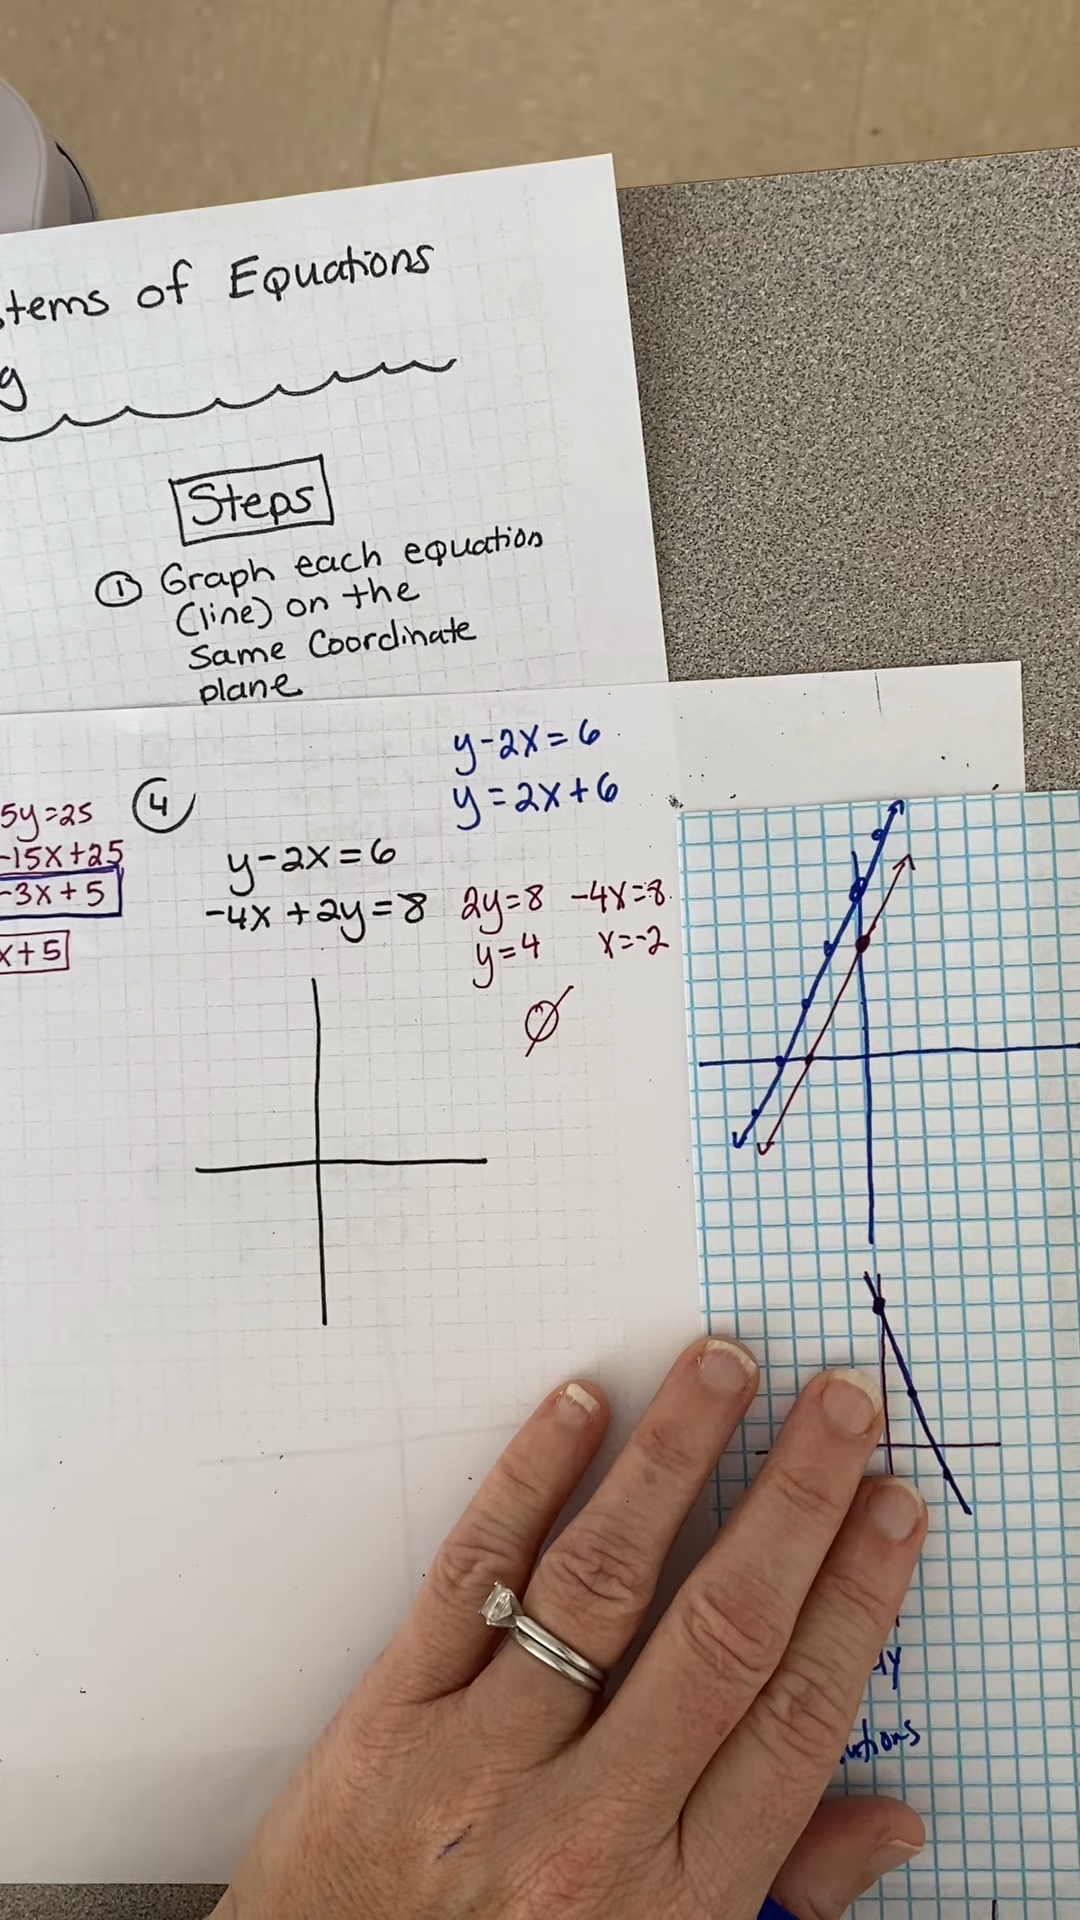 of Equations
Steps
① Graph each equation
(line) on the
Same Coordinate
plane
y-2x=6
y=2x+6
5y=25
-15x+25
-3x+5
x+5
④
y-2x=6
-4x+2y=8
2y=8 -4x=8
y=4 x=-2
∅